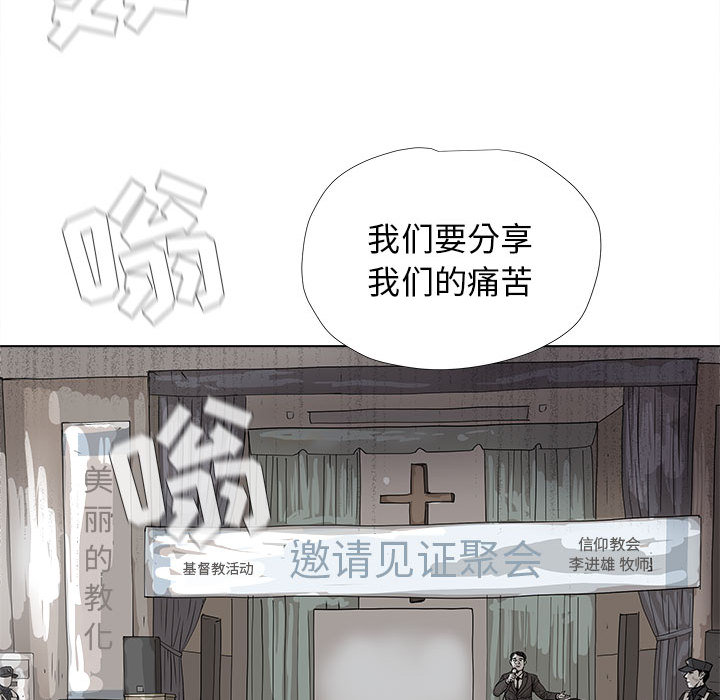 嗡
我们要分享
我们的痛苦
嗡
美丽的教化
基督教活动
邀请见证聚会
信仰教会
李进雄 牧师